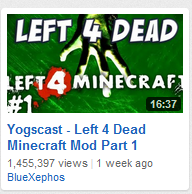 LEFT 4 DEAD
LEFT 4 MINECRAFT
#1
16:37
Yogscast - Left 4 Dead
Minecraft Mod Part 1
1,455,397 views | 1 week ago
BlueXephos